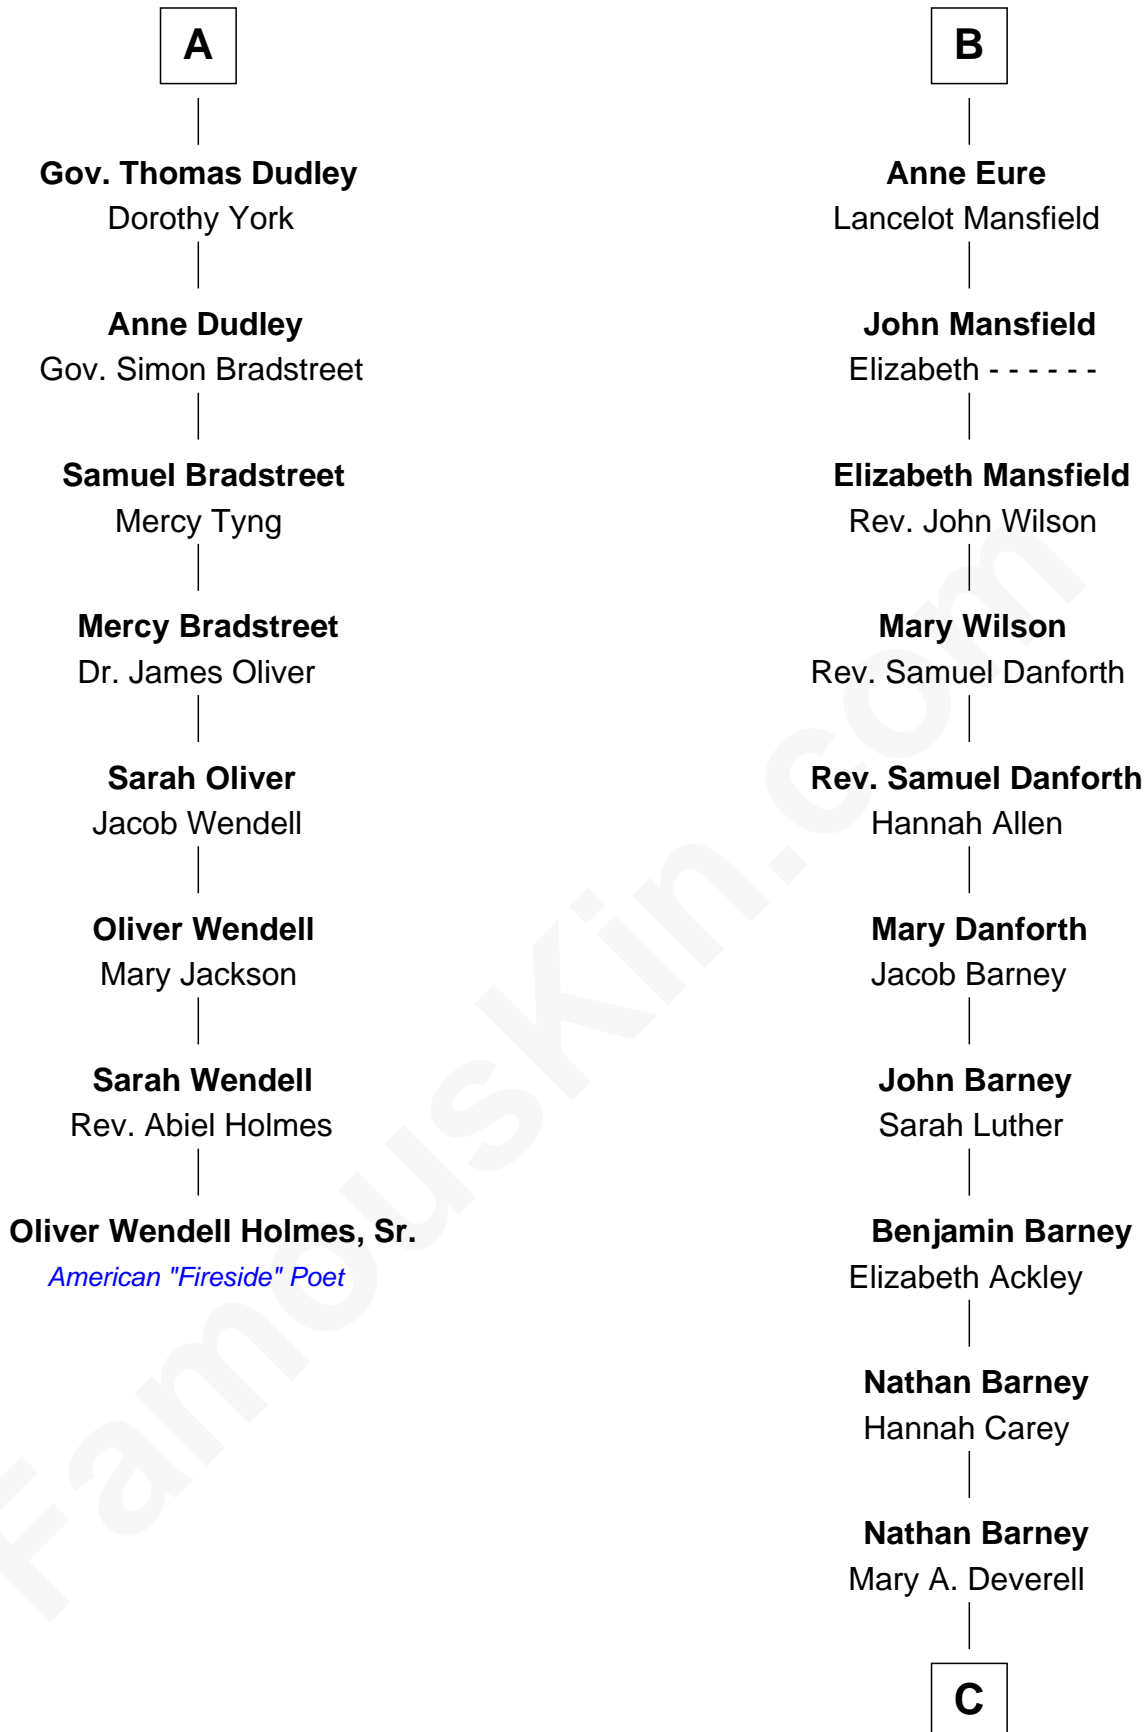 A
Gov. Thomas Dudley
Dorothy York
Anne Dudley
Gov. Simon Bradstreet
Samuel Bradstreet
Mercy Tyng
Mercy Bradstreet
Dr. James Oliver
Sarah Oliver
Jacob Wendell
Oliver Wendell
Mary Jackson
Sarah Wendell
Rev. Abiel Holmes
Oliver Wendell Holmes, Sr.
American "Fireside" Poet
B
Anne Eure
Lancelot Mansfield
John Mansfield
Elizabeth - - - - - -
Elizabeth Mansfield
Rev. John Wilson
Mary Wilson
Rev. Samuel Danforth
Rev. Samuel Danforth
Hannah Allen
Mary Danforth
Jacob Barney
John Barney
Sarah Luther
Benjamin Barney
Elizabeth Ackley
Nathan Barney
Hannah Carey
Nathan Barney
Mary A. Deverell
C
FamousKin.com